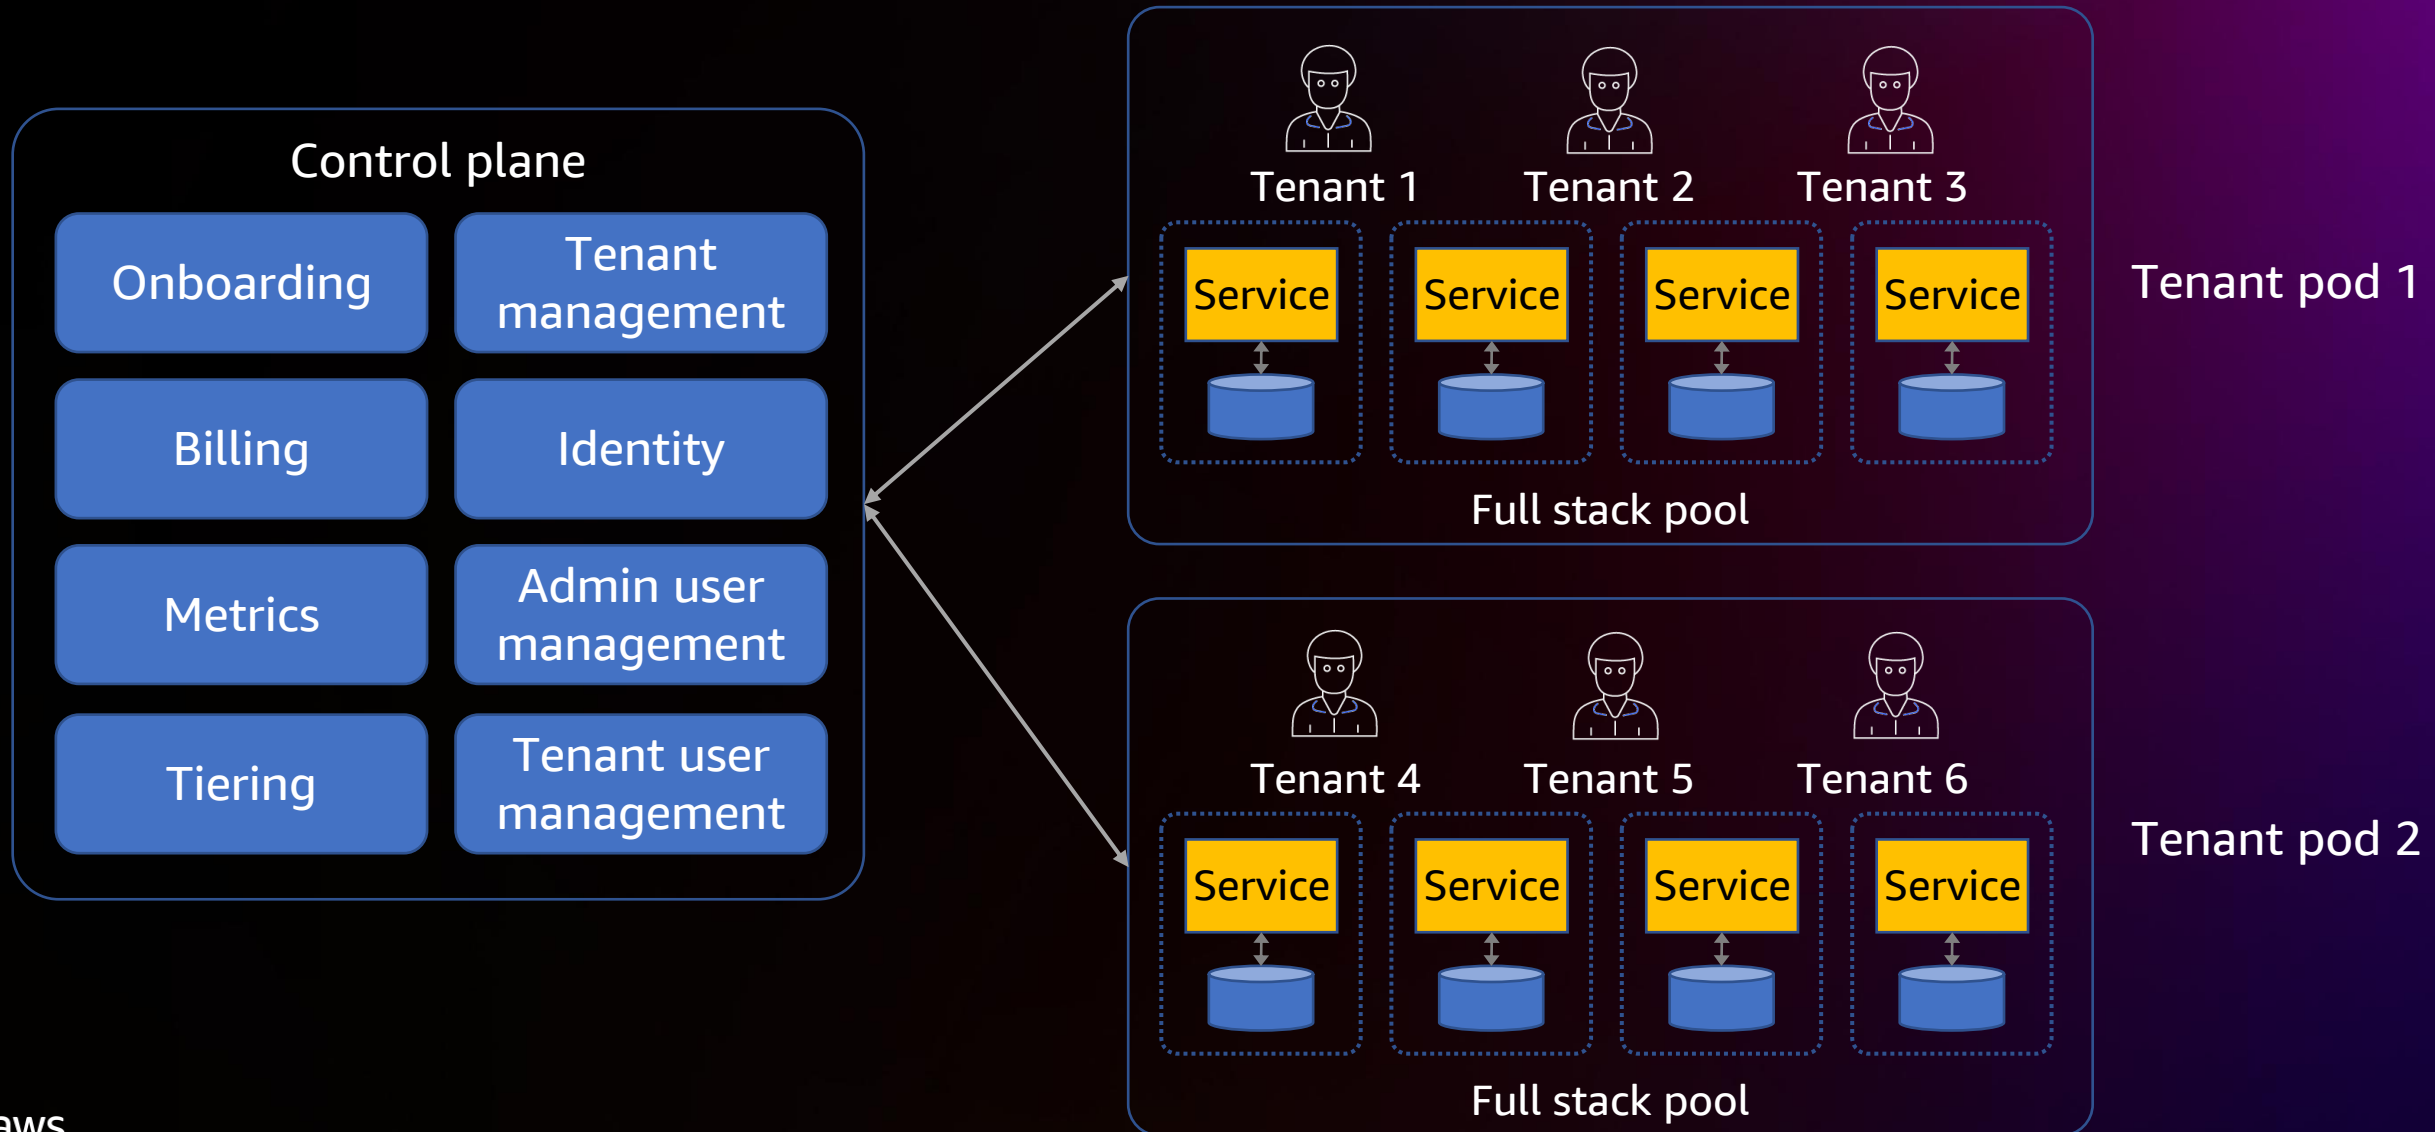 Control plane
Onboarding
Tenant
management
Billing
Identity
Metrics
Admin user
management
Tiering
Tenant user
management
Tenant 1
Tenant 2
Tenant 3
Service
Service
Service
Service
Full stack pool
Tenant pod 1
Tenant 4
Tenant 5
Tenant 6
Service
Service
Service
Service
Full stack pool
Tenant pod 2
aws